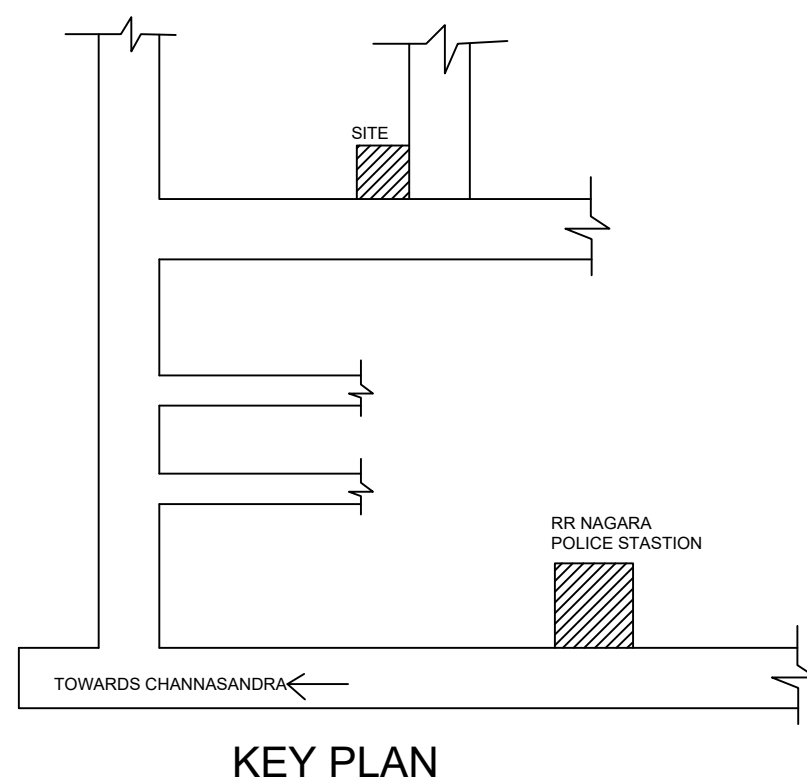 SITE
RR NAGARA
POLICE STASTION
TOWARDS CHANNASANDRA
KEY PLAN